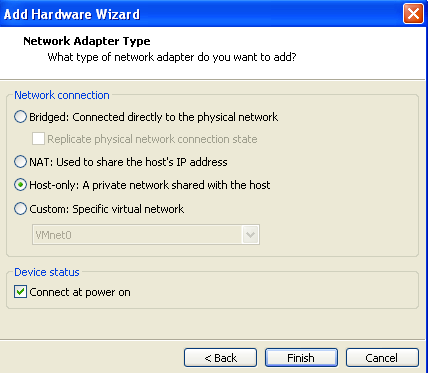 Add Hardware Wizard
Network Adapter Type
What type of network adapter do you want to add?
Network connection
Bridged: Connected directly to the physical network
Replicate physical network connection state
NAT: Used to share the host's IP address
Host-only: A private network shared with the host
Custom: Specific virtual network
VMnet0
Device status
Connect at power on
< Back Finish Cancel